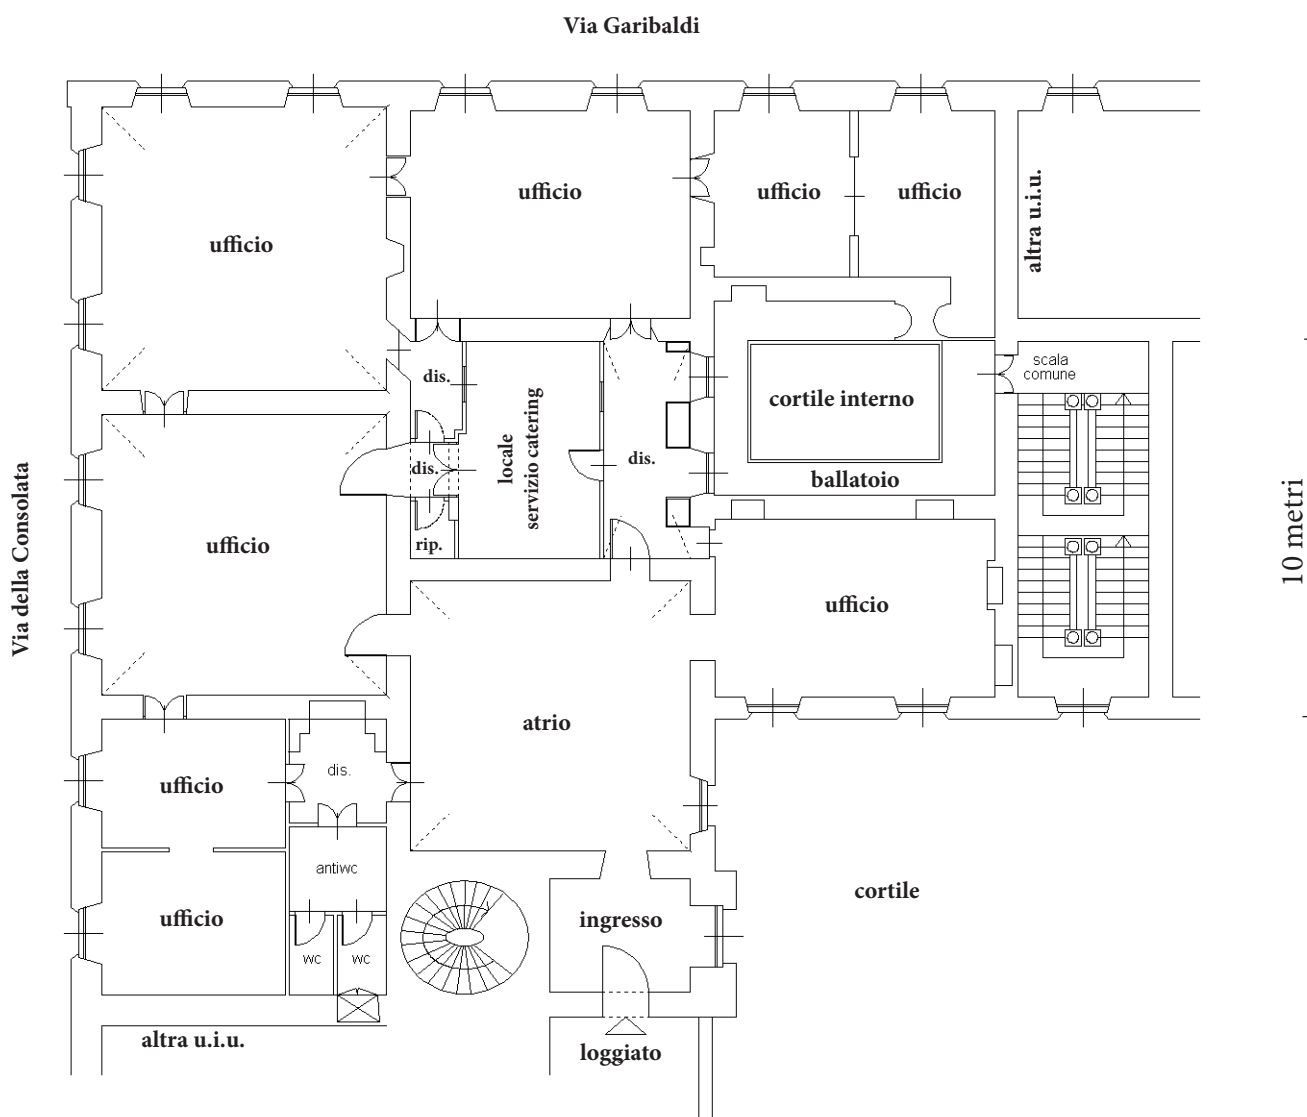 Via Garibaldi
ufficio
ufficio
ufficio
ufficio
altra u.i.u.
dis.
scala
comune
cortile interno
locale
servizio catering
dis.
dis.
ballatoio
Via della Consolata
ufficio
rip.
10 metri
ufficio
atrio
dis.
ufficio
antiwc
cortile
ufficio
ingresso
wc
wc
altra u.i.u.
loggiato